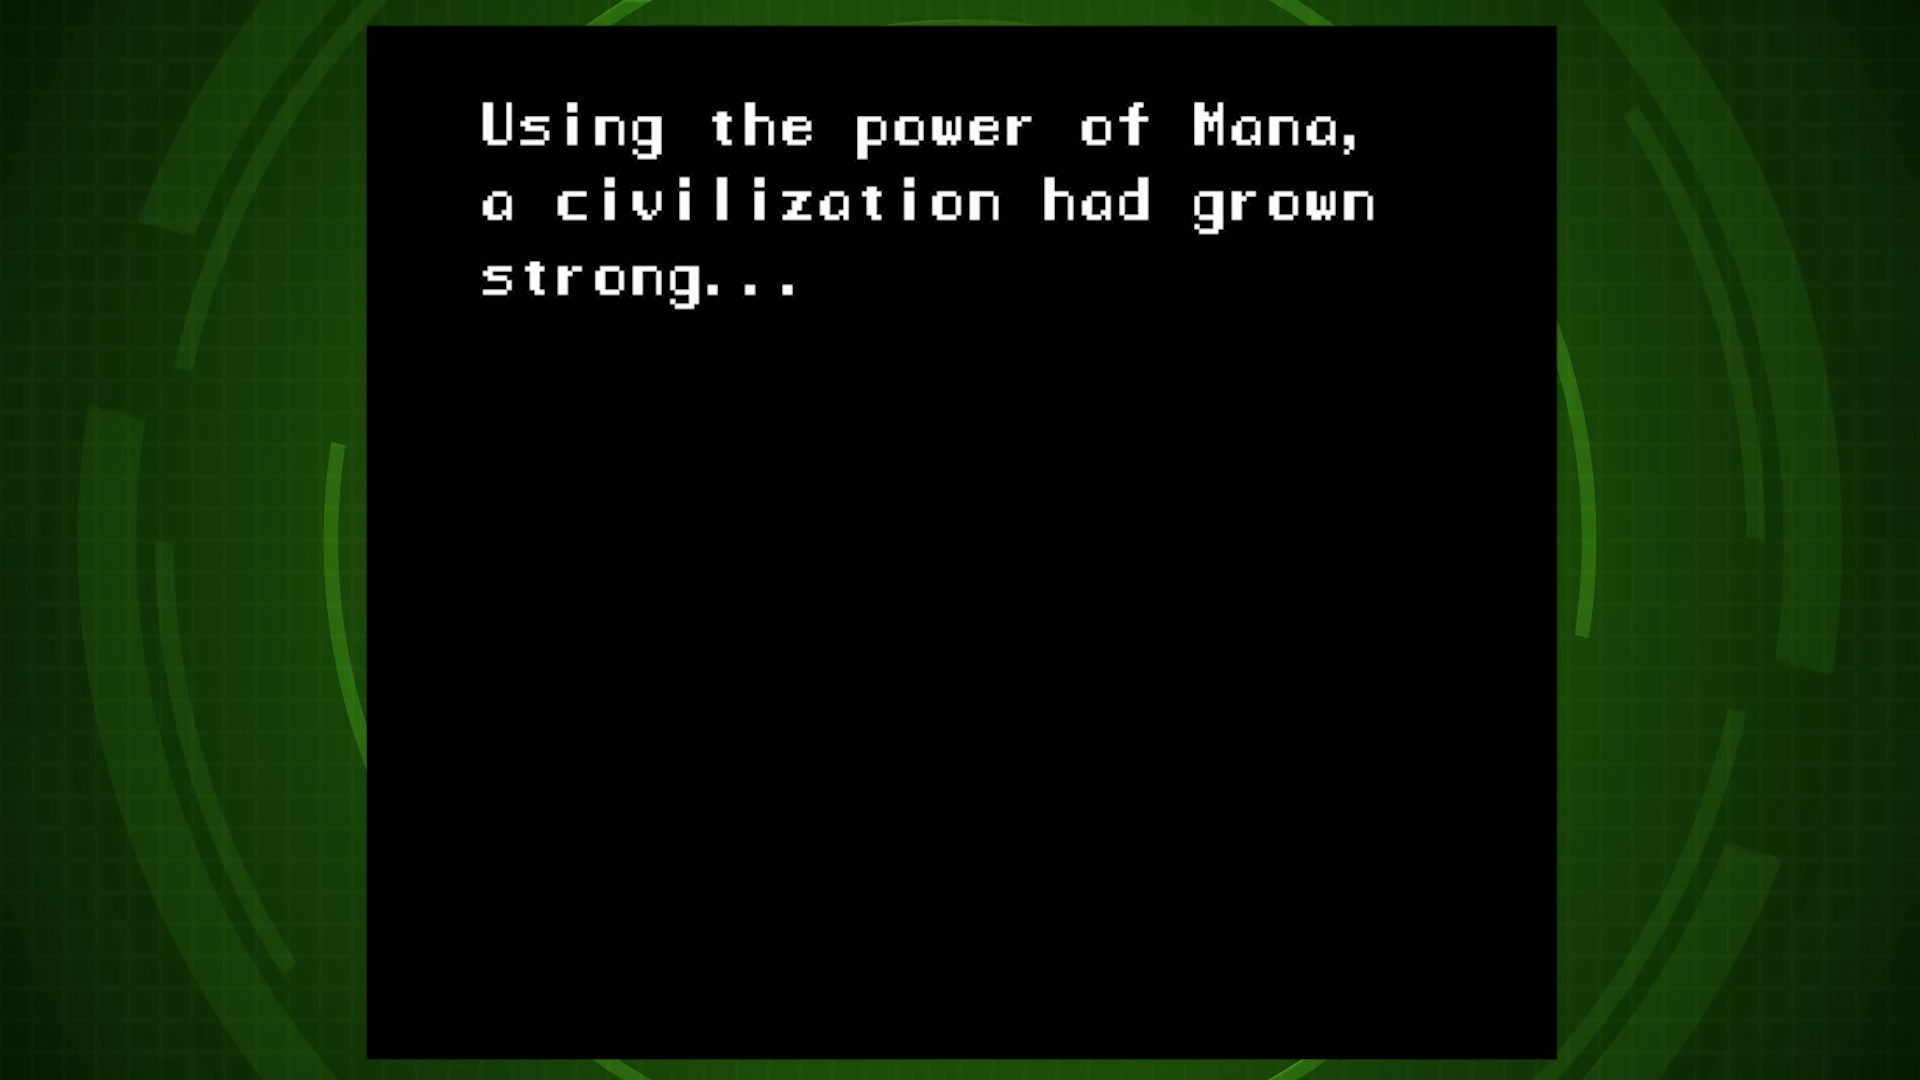 Using the power of Mana,
a civilization had grown
strong...